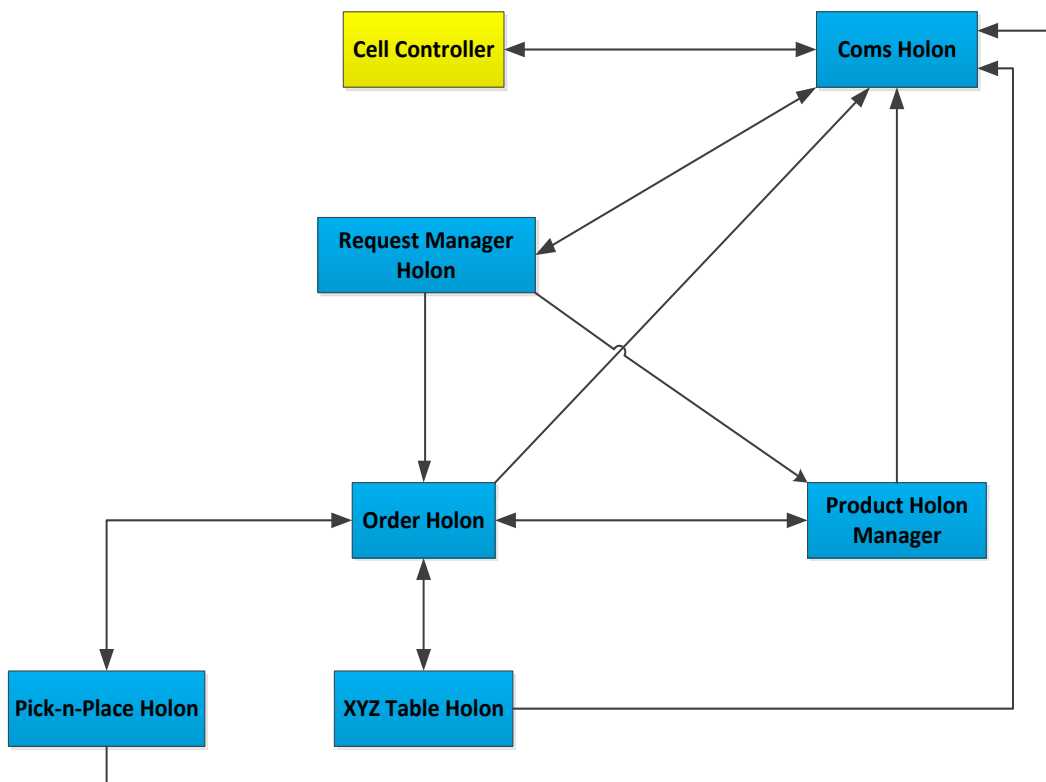 Cell Controller
Coms Holon
Request Manager
Holon
Order Holon
Product Holon
Manager
Pick-n-Place Holon
XYZ Table Holon